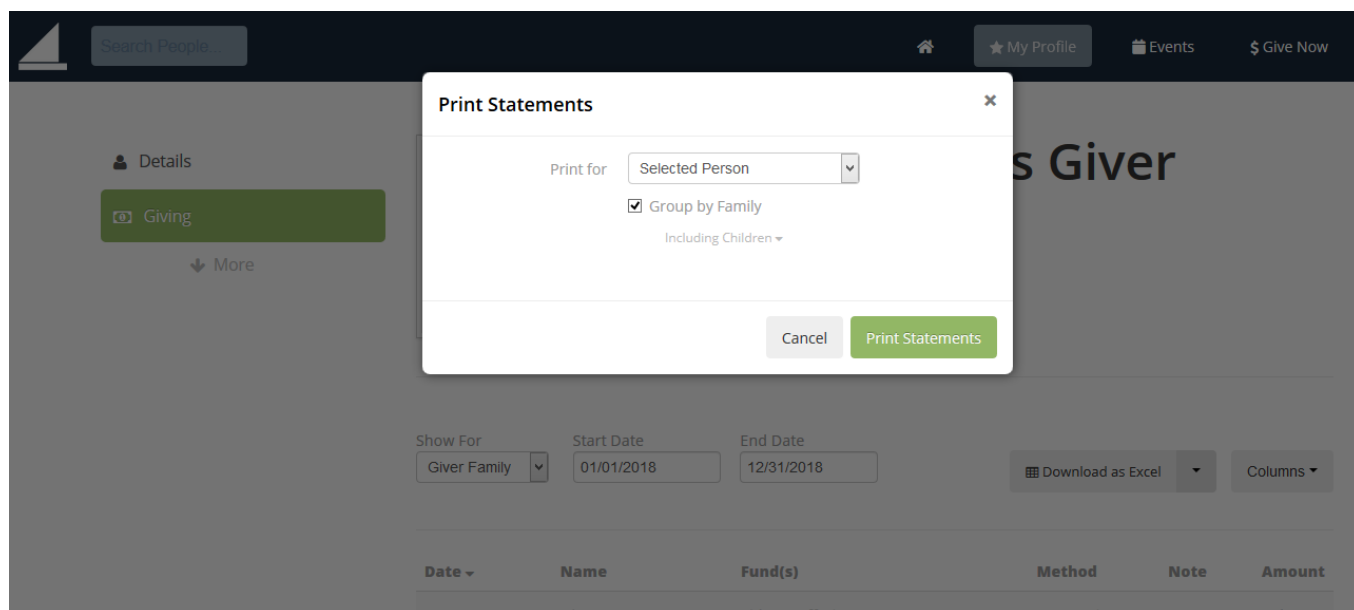 Search People...
My Profile
Events
$ Give Now
Print Statements
×
Print for
Selected Person
Group by Family
Including Children
Cancel
Print Statements
Details
Giving
More
s Giver
Show For
Start Date
End Date
Giver Family
01/01/2018
12/31/2018
Download as Excel
Columns
Date
Name
Fund(s)
Method
Note
Amount